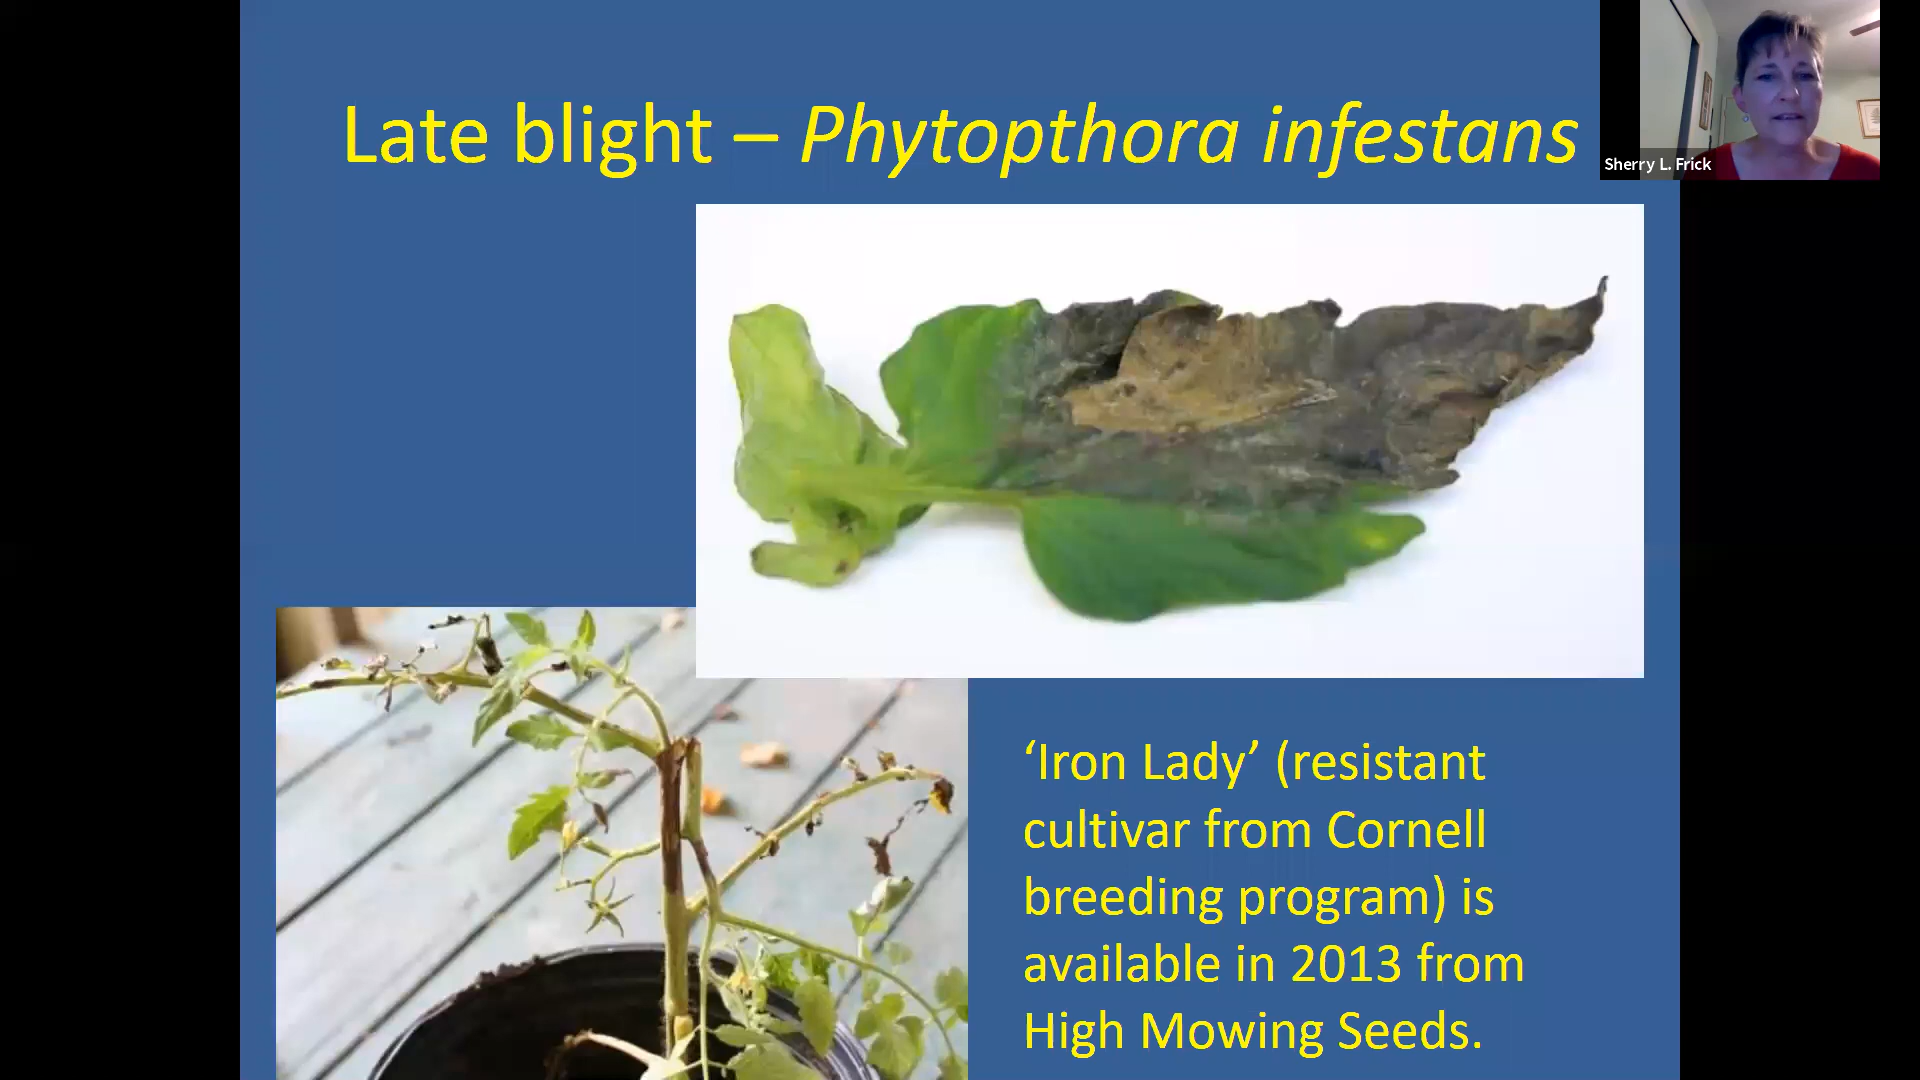 Late blight – Phytopthora infestans
Sherry L. Frick
‘Iron Lady’ (resistant
cultivar from Cornell
breeding program) is
available in 2013 from
High Mowing Seeds.